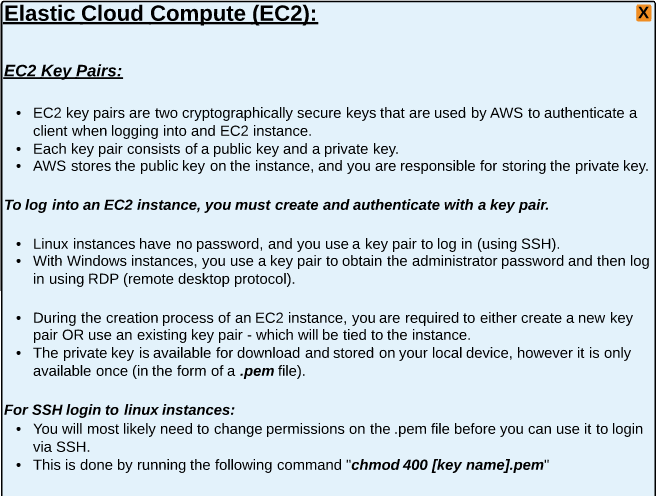 Elastic Cloud Compute (EC2):
X
EC2 Key Pairs:
• EC2 key pairs are two cryptographically secure keys that are used by AWS to authenticate a
client when logging into and EC2 instance.
• Each key pair consists of a public key and a private key.
• AWS stores the public key on the instance, and you are responsible for storing the private key.
To log into an EC2 instance, you must create and authenticate with a key pair.
• Linux instances have no password, and you use a key pair to log in (using SSH).
• With Windows instances, you use a key pair to obtain the administrator password and then log
in using RDP (remote desktop protocol).
• During the creation process of an EC2 instance, you are required to either create a new key
pair OR use an existing key pair - which will be tied to the instance.
• The private key is available for download and stored on your local device, however it is only
available once (in the form of a .pem file).
For SSH login to linux instances:
• You will most likely need to change permissions on the .pem file before you can use it to login
via SSH.
• This is done by running the following command "chmod 400 [key name].pem"